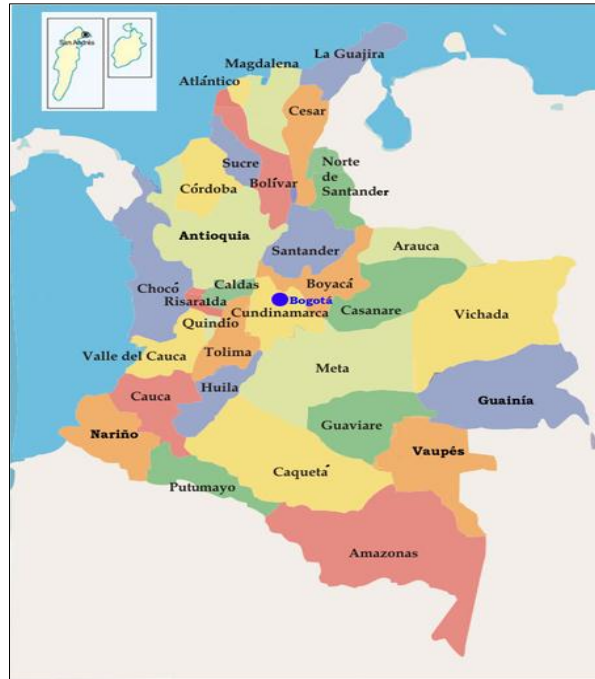 San Andrés
La Guajira
Magdalena
Atlántico
Cesar
Sucre
Norte
de
Santander
Bolívar
Córdoba
Antioquia
Santander
Arauca
Chocó
Caldas
Boyacá
Risaralda
Bogotá
Casanare
Cundinamarca
Vichada
Quindío
Valle del Cauca
Tolima
Meta
Huila
Cauca
Guainía
Nariño
Guaviare
Vaupés
Caquetá
Putumayo
Amazonas